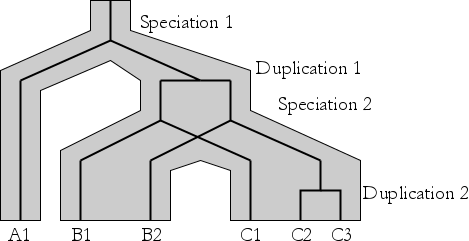 Speciation 1
Duplication 1
Speciation 2
Duplication 2
A1 B1 B2 C1 C2 C3